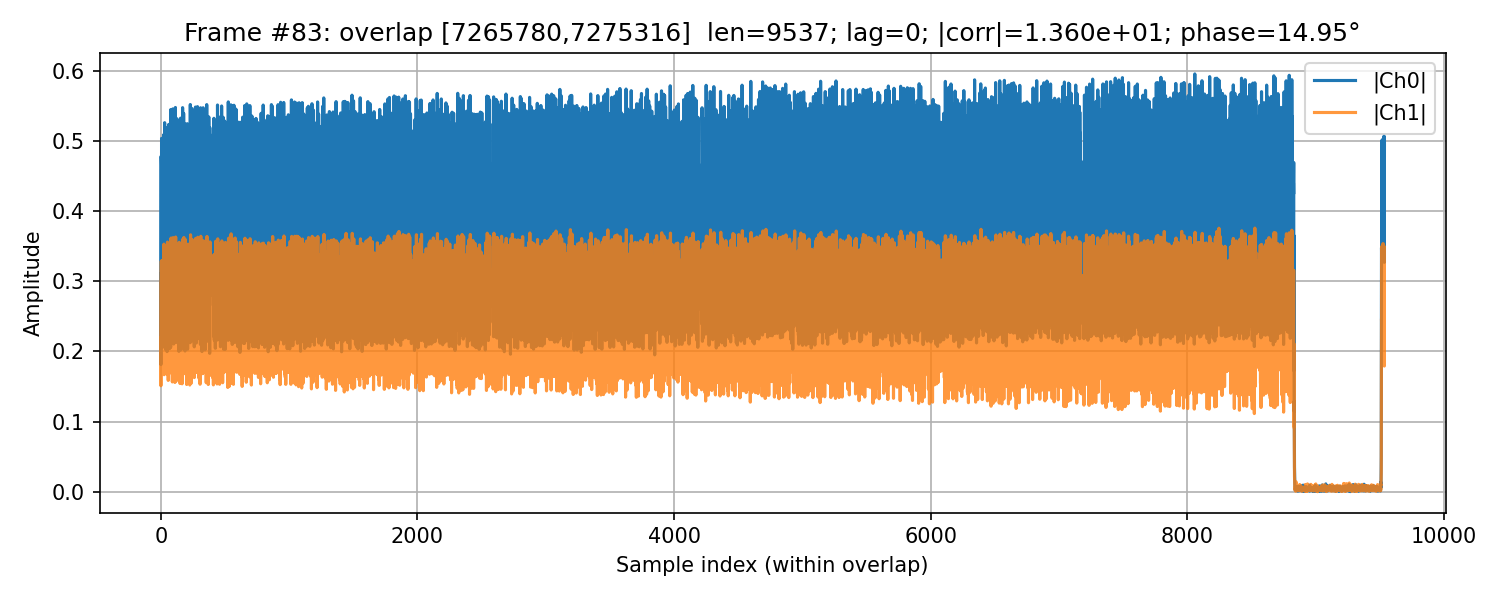 Frame #83: overlap [7265780,7275316]  len=9537; lag=0; |corr|=1.360e+01; phase=14.95°
|Ch0|
|Ch1|
Amplitude
0.6
0.5
0.4
0.3
0.2
0.1
0.0
0 2000 4000 6000 8000 10000
Sample index (within overlap)